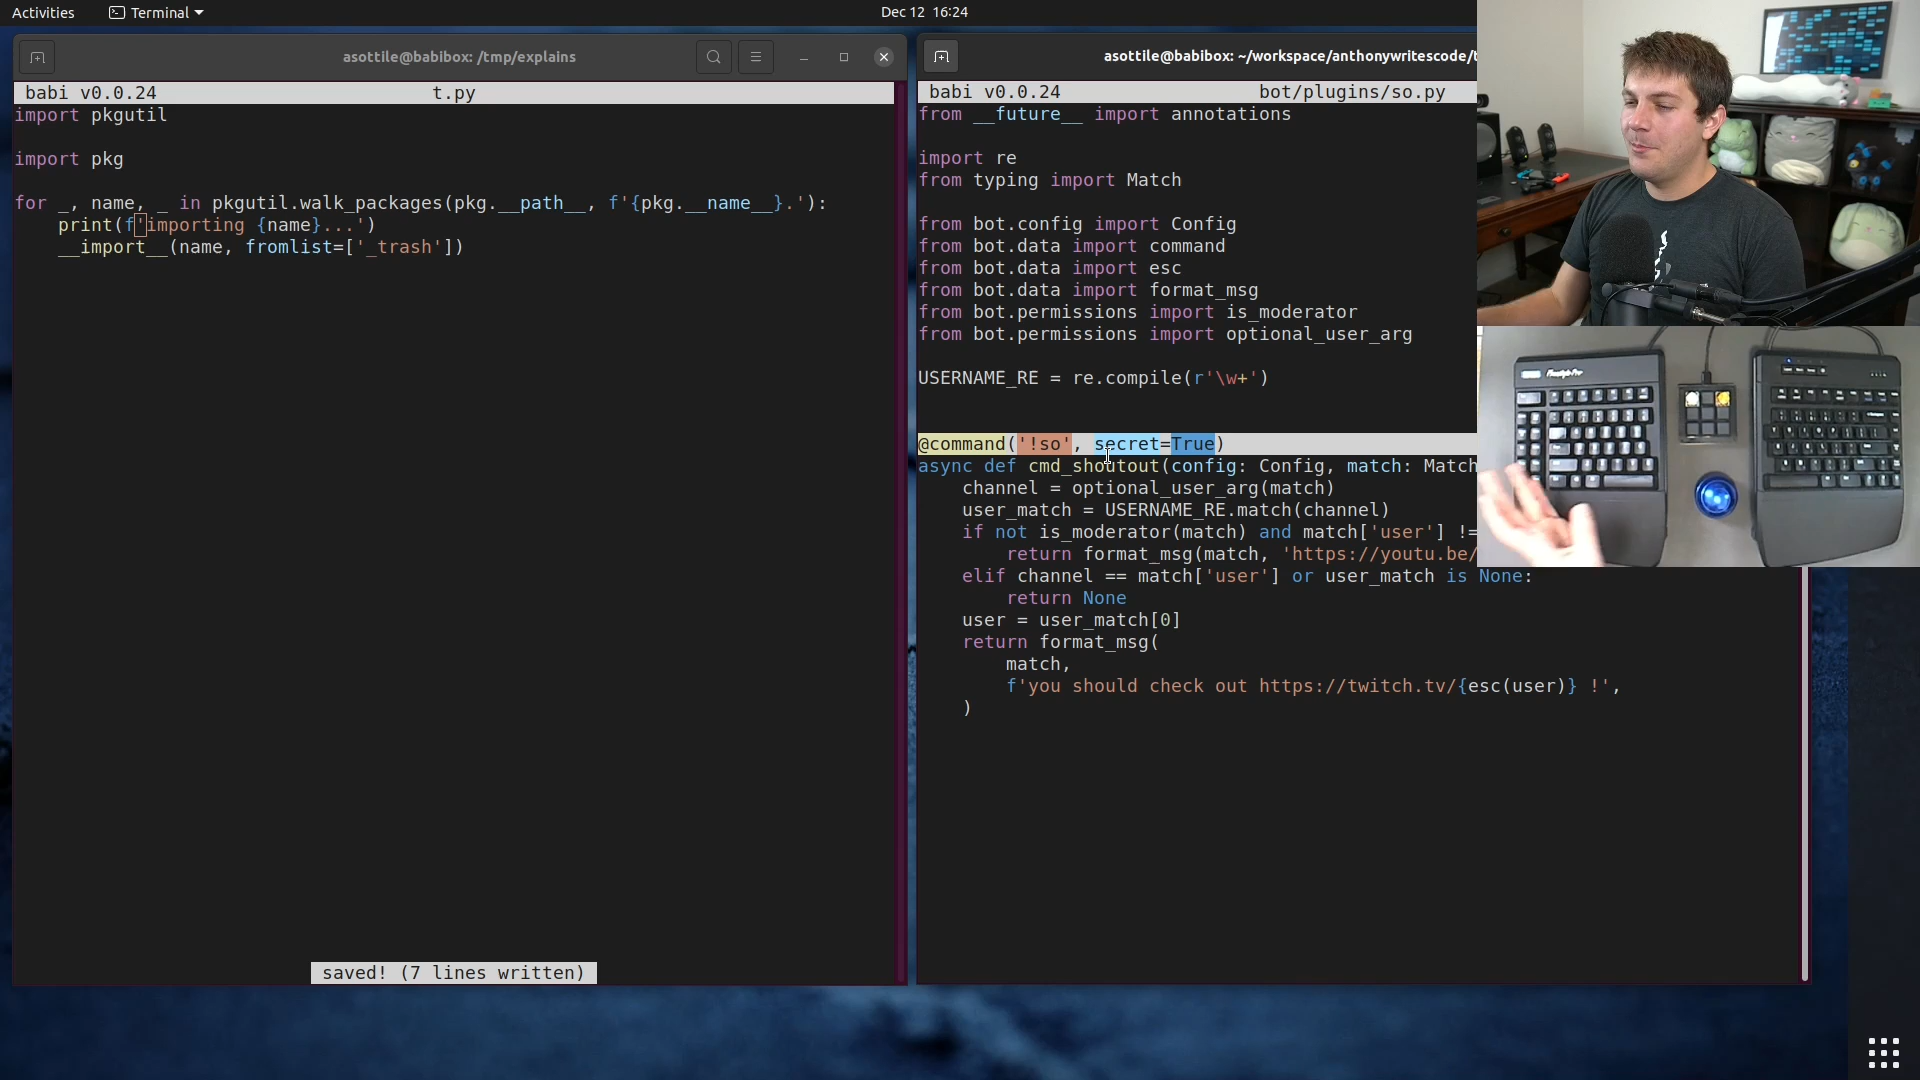 Activities
Terminal
Dec 12 16:24
asottile@babibox: /tmp/explains
babi v0.0.24
t.py
import pkgutil
import pkg
for _, name, _ in pkgutil.walk_packages(pkg.__path__, f'{pkg.__name__}.'):
    print(f'importing {name}...')
    __import__(name, fromlist=['_trash'])
saved! (7 lines written)
asottile@babibox: ~/workspace/anthonywritescode/t
babi v0.0.24
bot/plugins/so.py
from __future__ import annotations
import re
from typing import Match
from bot.config import Config
from bot.data import command
from bot.data import esc
from bot.data import format_msg
from bot.permissions import is_moderator
from bot.permissions import optional_user_arg
USERNAME_RE = re.compile(r'\w+')
@command('!so', secret=True)
async def cmd_shoutout(config: Config, match: Match
    channel = optional_user_arg(match)
    user_match = USERNAME_RE.match(channel)
    if not is_moderator(match) and match['user'] !=
        return format_msg(match, 'https://youtu.be/
    elif channel == match['user'] or user_match is None:
        return None
    user = user_match[0]
    return format_msg(
        match,
        f'you should check out https://twitch.tv/{esc(user)} !',
    )